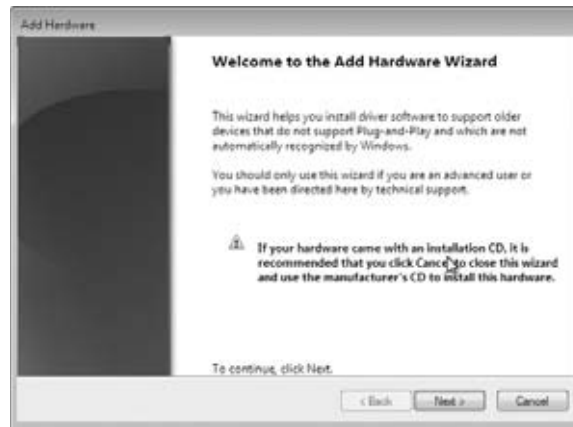 Add Hardware
Welcome to the Add Hardware Wizard
This wizard helps you install driver software to support older
devices that do not support Plug-and-Play and which are not
automatically recognized by Windows.
You should only use this wizard if you are an advanced user or
you have been directed here by technical support.
If your hardware came with an installation CD, it is
recommended that you click Cancel to close this wizard
and use the manufacturer's CD to install this hardware.
To continue, click Next.
< Back Next > Cancel